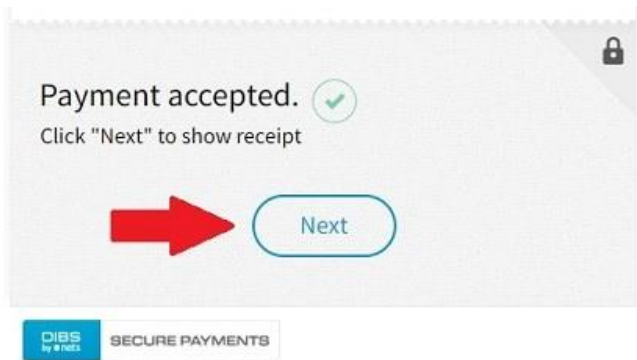 Payment accepted.
Click "Next" to show receipt
Next
DIBS
by nets
SECURE PAYMENTS